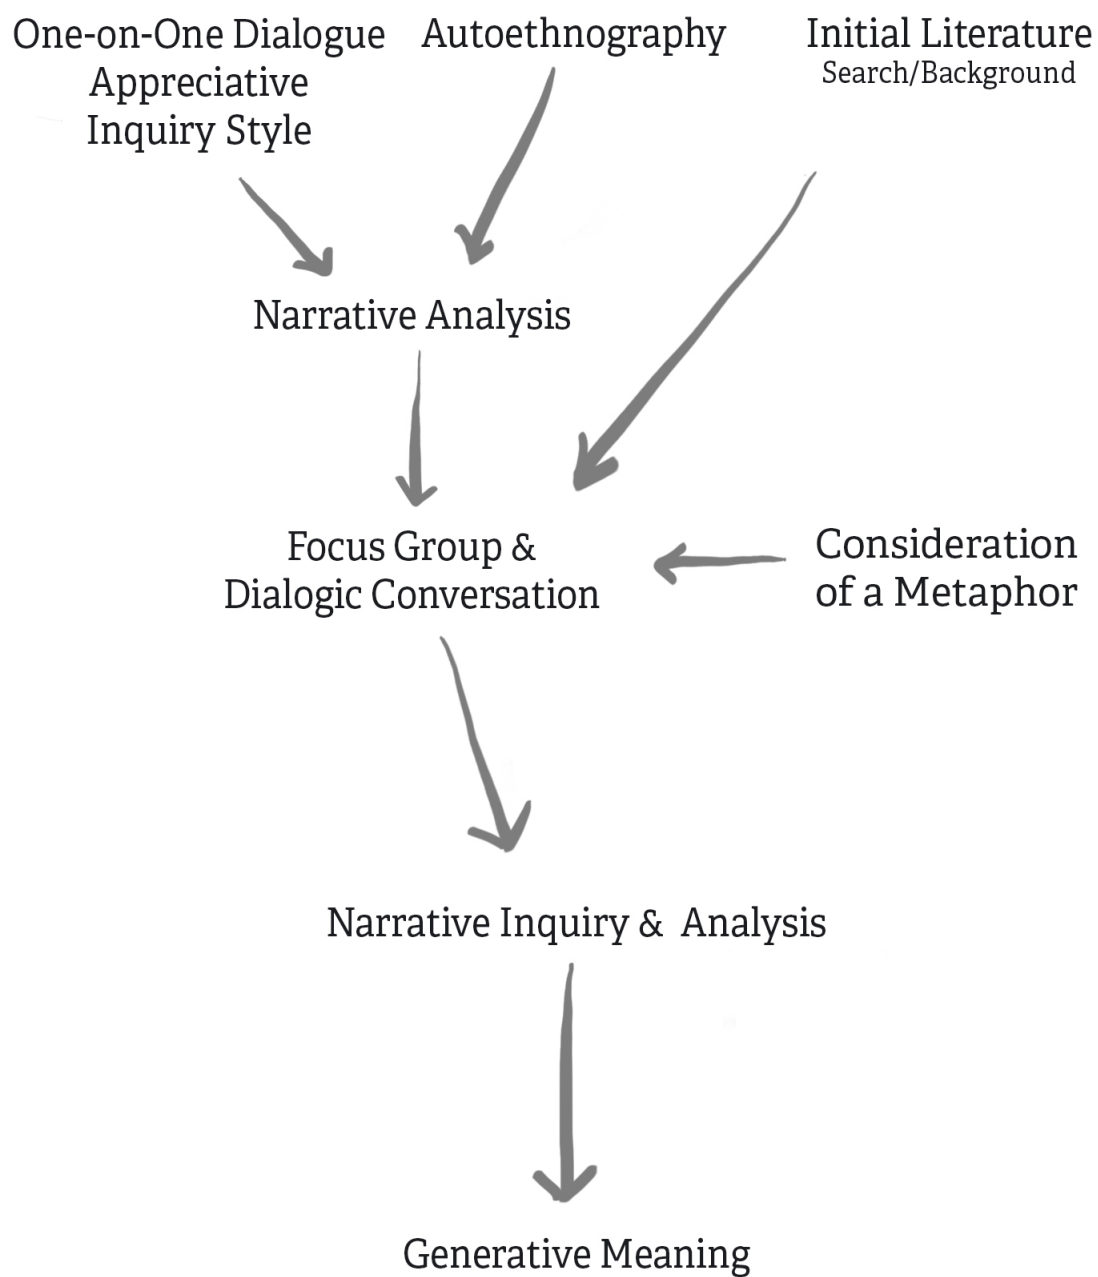 One-on-One Dialogue
Appreciative
Inquiry Style
Autoethnography
Initial Literature
Search/Background
Narrative Analysis
Focus Group &
Dialogic Conversation
Consideration
of a Metaphor
Narrative Inquiry & Analysis
Generative Meaning